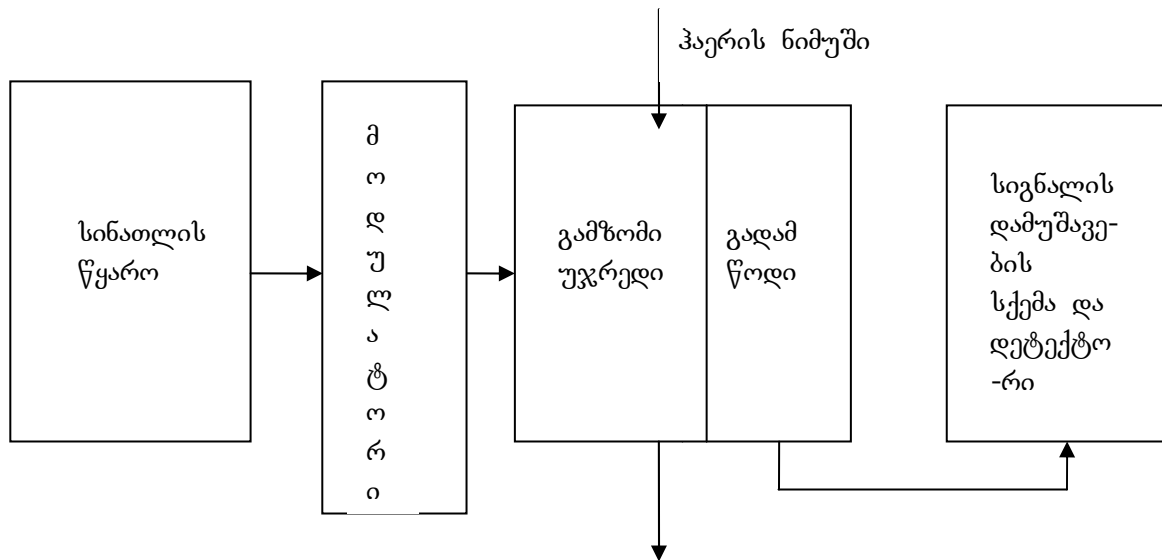 ჰაერის ნიმუში
სინათლის
წყარო
მ
ო
დ
უ
ლ
ა
ტ
ო
რ
ი
გამზომი
უჯრედი
გადამ
წოდი
სიგნალის
დამუშავე-
ბის
სქემა და
დეტექტო
-რი